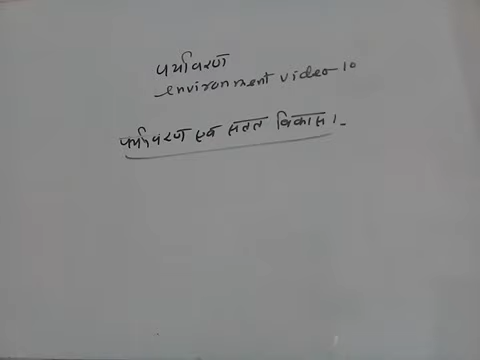 पर्यावरण
environment video 10
पर्यावरण एवं सतत विकास।